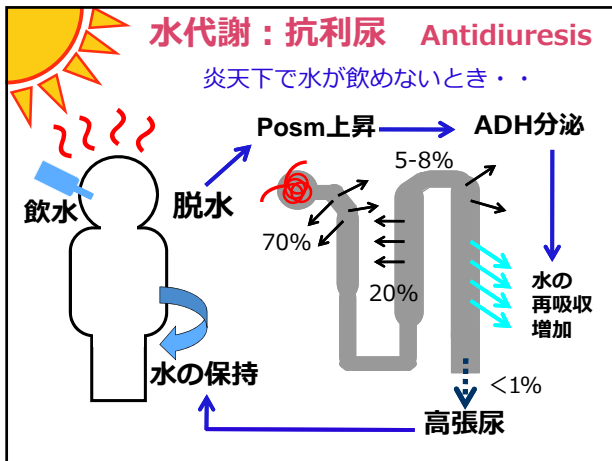 水代謝：抗利尿 Antidiuresis
炎天下で水が飲めないとき・・
Posm上昇
ADH分泌
飲水
脱水
5-8%
70%
20%
水の
再吸収
増加
水の保持
<1%
高張尿